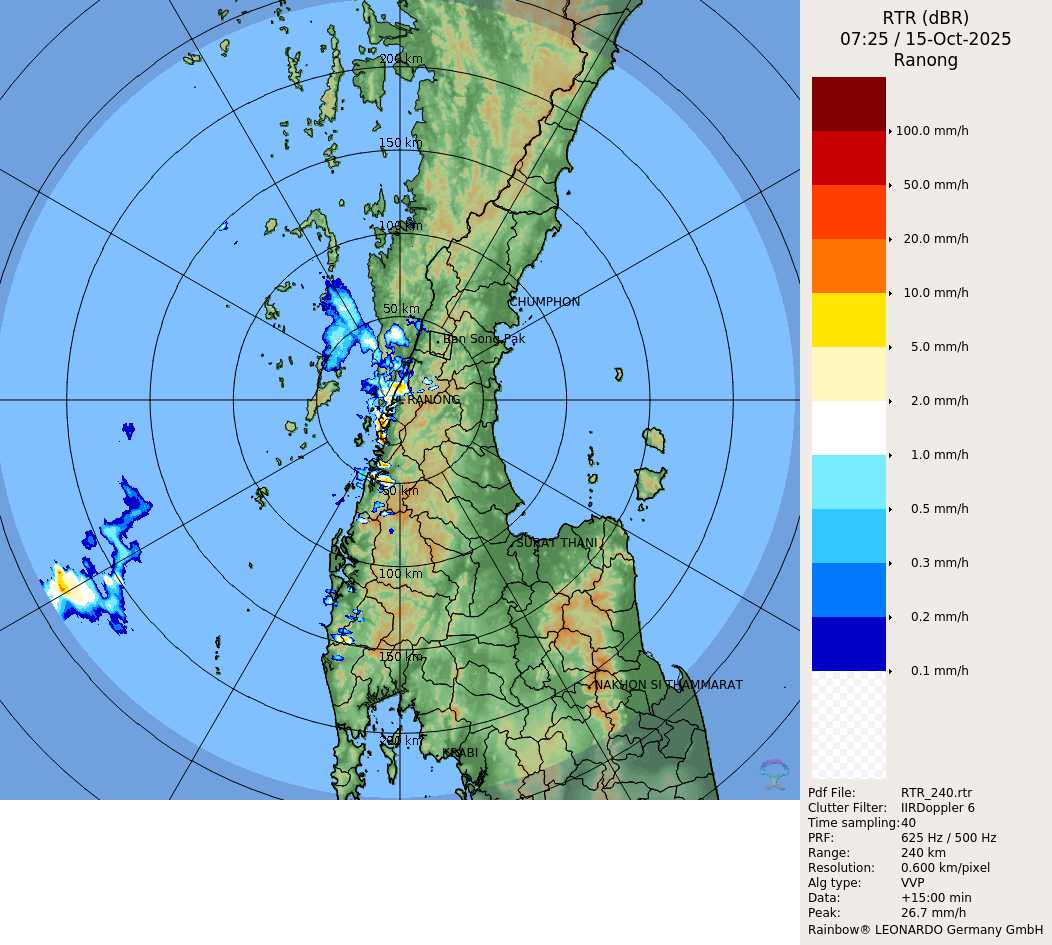 RTR (dBR)
07:25 / 15-Oct-2025
Ranong
100.0 mm/h
50.0 mm/h
20.0 mm/h
10.0 mm/h
5.0 mm/h
2.0 mm/h
1.0 mm/h
0.5 mm/h
0.3 mm/h
0.2 mm/h
0.1 mm/h
Pdf File: RTR_240.rtr
Clutter Filter: IIRDoppler 6
Time sampling: 40
PRF: 625 Hz / 500 Hz
Range: 240 km
Resolution: 0.600 km/pixel
Alg type: VVP
Data: +15:00 min
Peak: 26.7 mm/h
Rainbow® LEONARDO Germany GmbH
200 km
150 km
100 km
50 km
CHUMPHON
Ban Song Pak
RANONG
50 km
SURAT THANI
100 km
150 km
NAKHON SI THAMMARAT
200 km
KRABI